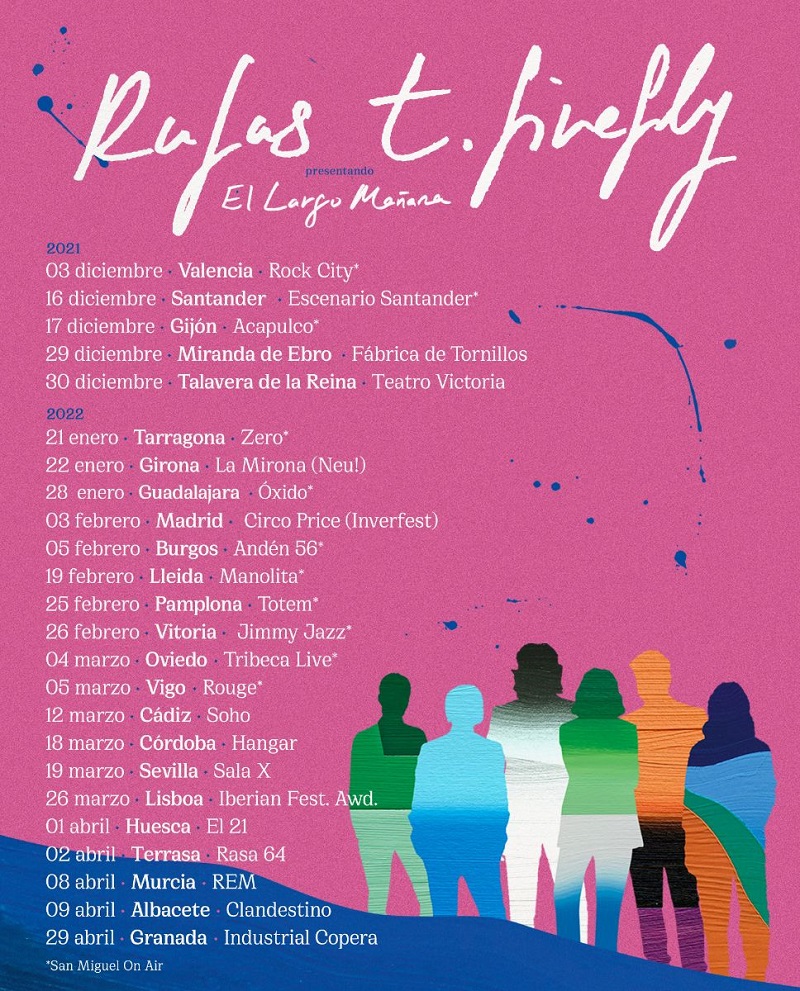 Rufus t. firefly
presentando
El Largo Mañana
2021
03 diciembre · Valencia · Rock City*
16 diciembre · Santander · Escenario Santander*
17 diciembre · Gijón · Acapulco*
29 diciembre · Miranda de Ebro · Fábrica de Tornillos
30 diciembre · Talavera de la Reina · Teatro Victoria
2022
21 enero · Tarragona · Zero*
22 enero · Girona · La Mirona (Neu!)
28 enero · Guadalajara · Óxido*
03 febrero · Madrid · Circo Price (Inverfest)
05 febrero · Burgos · Andén 56*
19 febrero · Lleida · Manolita*
25 febrero · Pamplona · Totem*
26 febrero · Vitoria · Jimmy Jazz*
04 marzo · Oviedo · Tribeca Live*
05 marzo · Vigo · Rouge*
12 marzo · Cádiz · Soho
18 marzo · Córdoba · Hangar
19 marzo · Sevilla · Sala X
26 marzo · Lisboa · Iberian Fest. Awd.
01 abril · Huesca · El 21
02 abril · Terrasa · Rasa 64
08 abril · Murcia · REM
09 abril · Albacete · Clandestino
29 abril · Granada · Industrial Copera
*San Miguel On Air